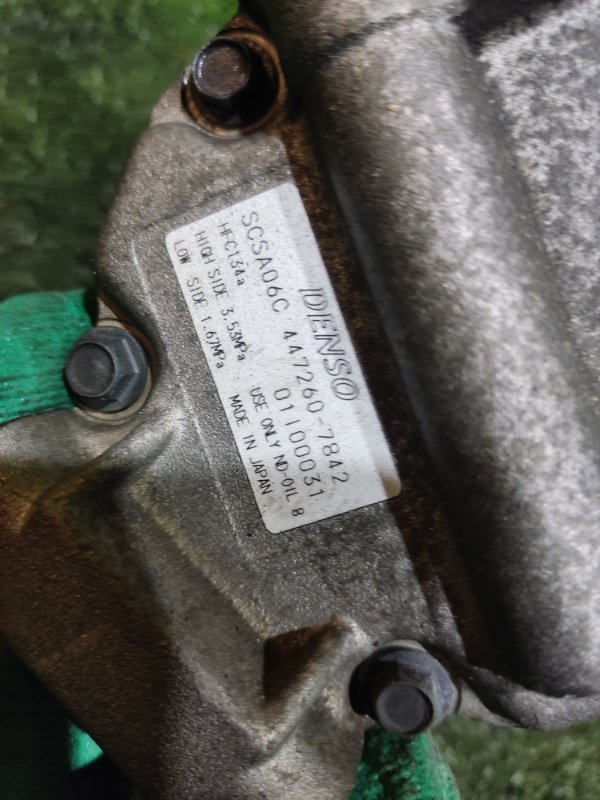 DENSO
SCSA06C 447260-7842
HFC134a 01100031
HIGH SIDE 3.53MPa USE ONLY ND-OIL 8
LOW SIDE 1.67MPa MADE IN JAPAN